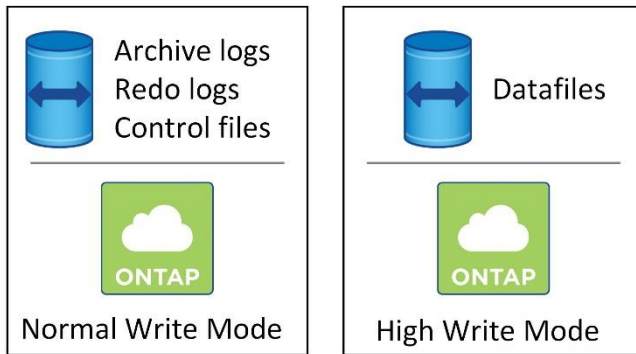 Archive logs
Redo logs
Control files
ONTAP
Normal Write Mode
Datafiles
ONTAP
High Write Mode